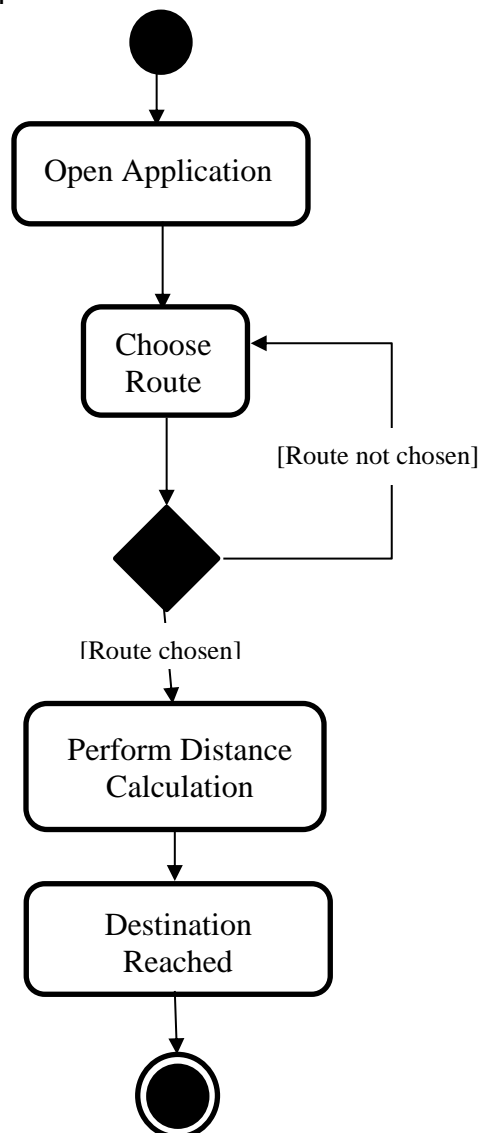 Open Application
Choose
Route
[Route not chosen]
[Route chosen]
Perform Distance
Calculation
Destination
Reached